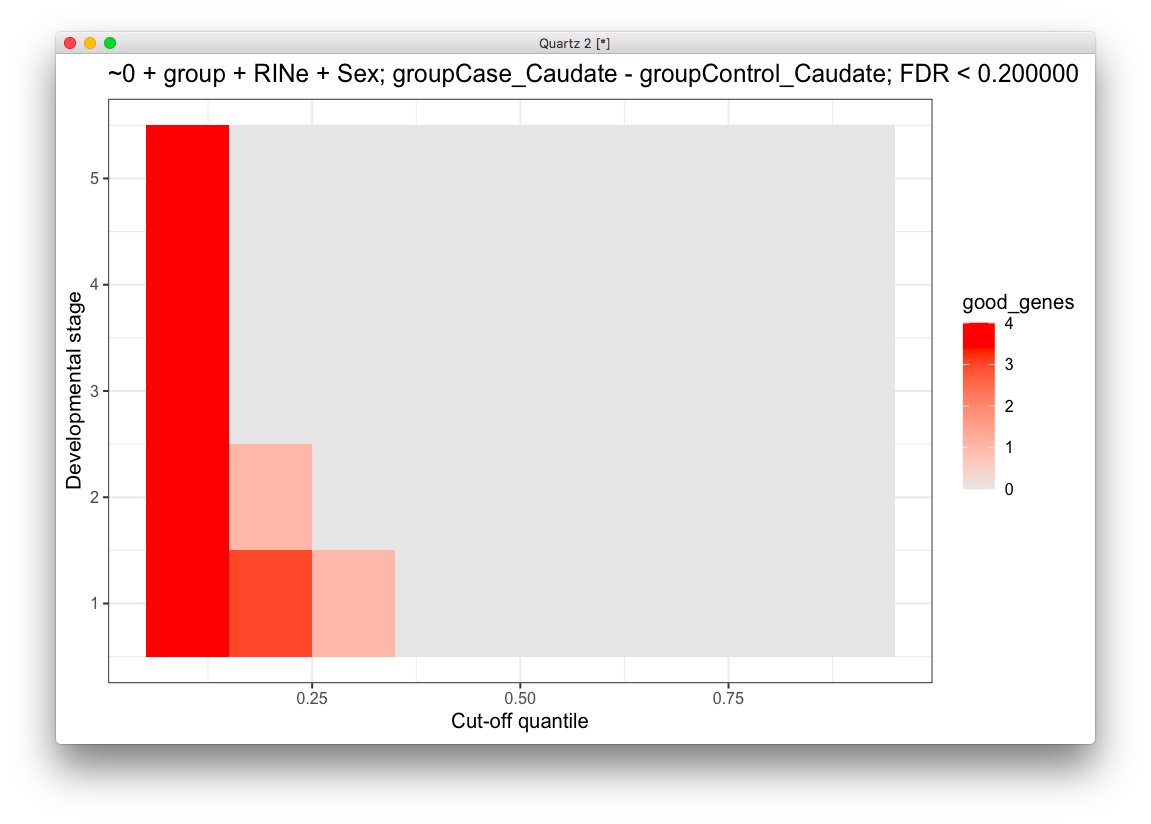 Quartz 2 [*]
~0 + group + RINe + Sex; groupCase_Caudate - groupControl_Caudate; FDR < 0.200000
5
4
3
2
1
Developmental stage
0.25 0.50 0.75
Cut-off quantile
good_genes
4
3
2
1
0